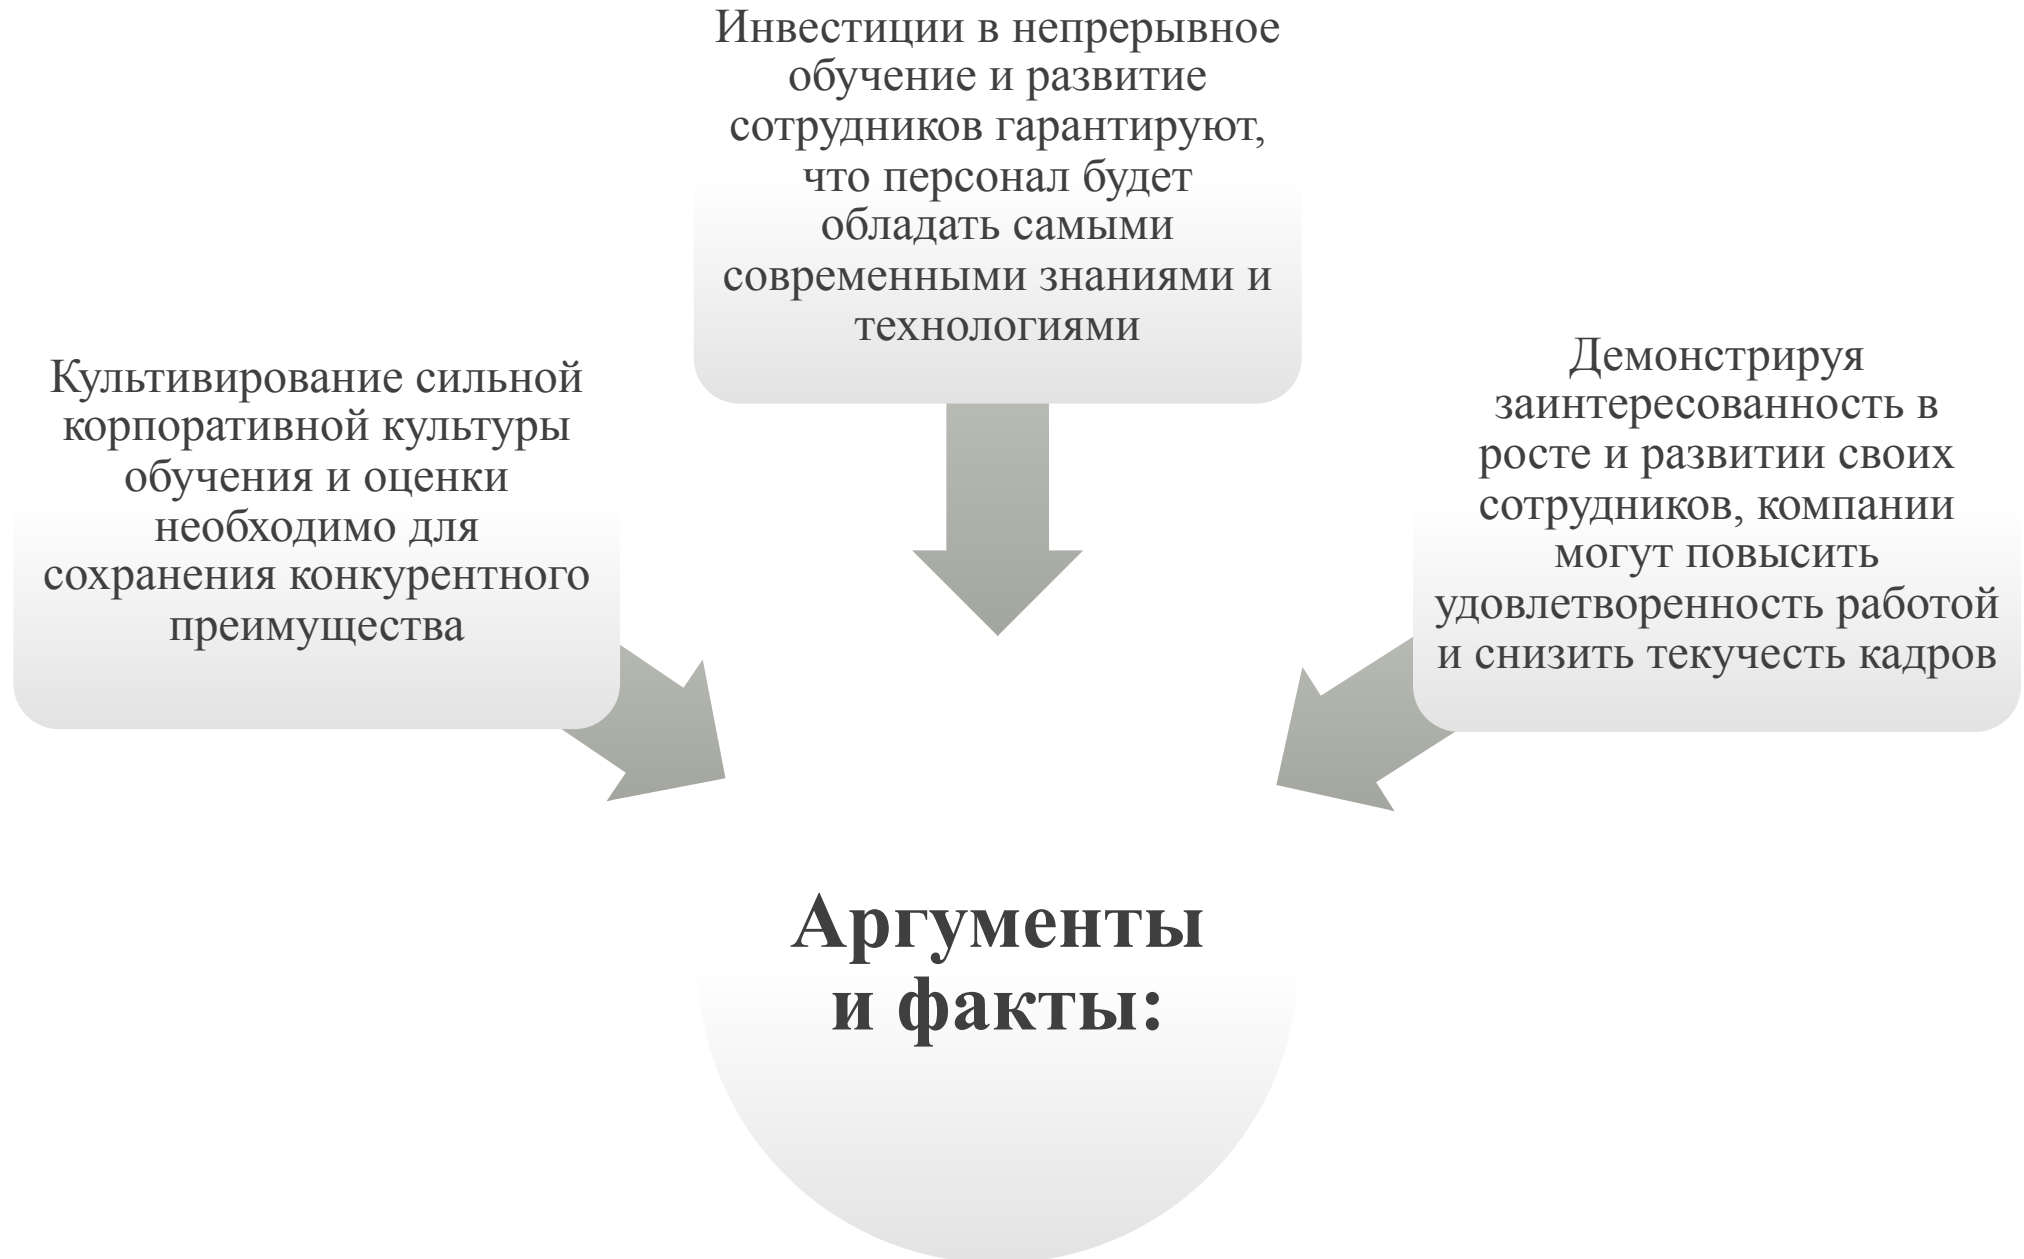 Инвестиции в непрерывное
обучение и развитие
сотрудников гарантируют,
что персонал будет
обладать самыми
современными знаниями и
технологиями
Культивирование сильной
корпоративной культуры
обучения и оценки
необходимо для
сохранения конкурентного
преимущества
Демонстрируя
заинтересованность в
росте и развитии своих
сотрудников, компании
могут повысить
удовлетворенность работой
и снизить текучесть кадров
Аргументы
и факты: